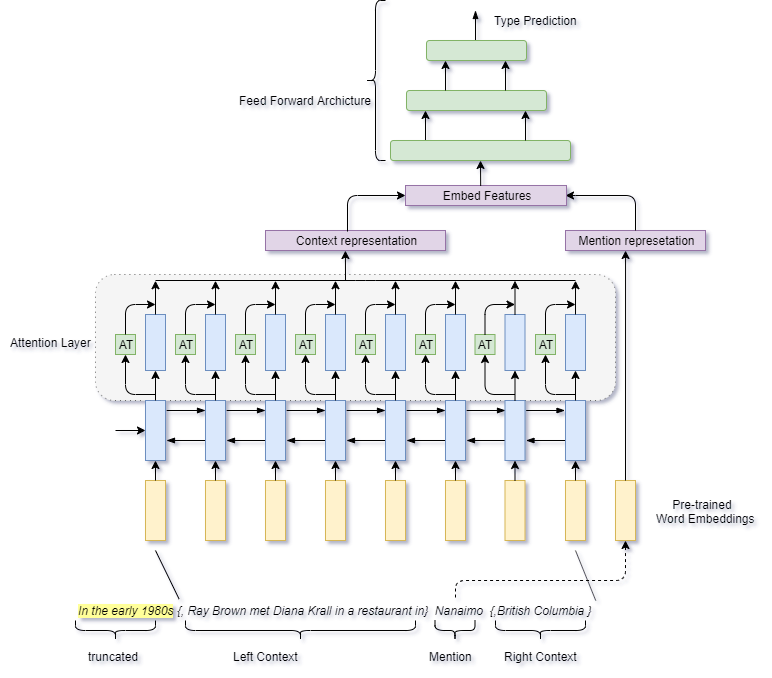 Type Prediction
Feed Forward Archicture
Embed Features
Context representation
Mention represetation
Attention Layer
AT AT AT AT AT AT AT AT
Pre-trained
Word Embeddings
In the early 1980s {, Ray Brown met Diana Krall in a restaurant in} Nanaimo {,British Columbia }
truncated Left Context Mention Right Context